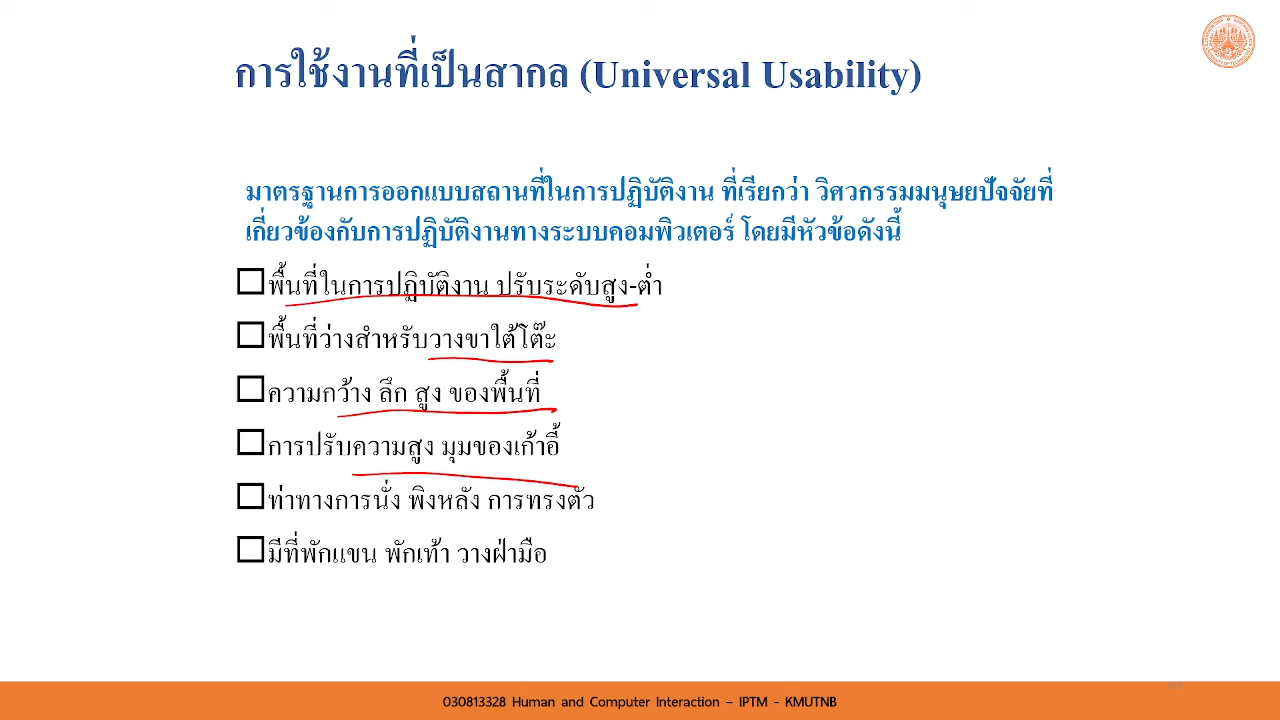 การใช้งานที่เป็นสากล (Universal Usability)
มาตรฐานการออกแบบสถานที่ในการปฏิบัติงาน ที่เรียกว่า วิศวกรรมมนุษยปัจจัยที่
เกี่ยวข้องกับการปฏิบัติงานทางระบบคอมพิวเตอร์ โดยมีหัวข้อดังนี้
พื้นที่ในการปฏิบัติงาน ปรับระดับสูง-ต่ำ
พื้นที่ว่างสำหรับวางขาใต้โต๊ะ
ความกว้าง ลึก สูง ของพื้นที่
การปรับความสูง มุมของเก้าอี้
ท่าทางการนั่ง พิงหลัง การทรงตัว
มีที่พักแขน พักเท้า วางฝ่ามือ
030813328 Human and Computer Interaction – IPTM - KMUTNB